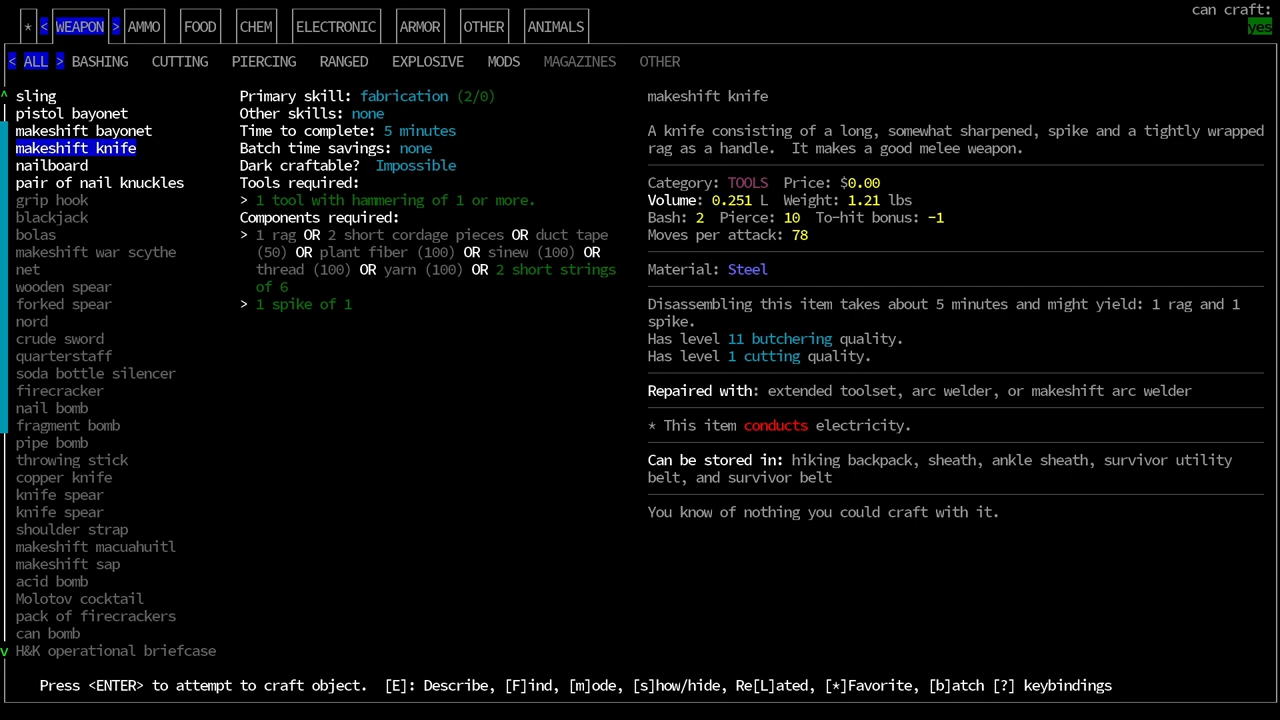 can craft:
* < WEAPON > AMMO FOOD CHEM ELECTRONIC ARMOR OTHER ANIMALS
yes
< ALL > BASHING CUTTING PIERCING RANGED EXPLOSIVE MODS MAGAZINES OTHER
^ sling
pistol bayonet
makeshift bayonet
makeshift knife
nailboard
pair of nail knuckles
grip hook
blackjack
bolas
makeshift war scythe
net
wooden spear
forked spear
nord
crude sword
quarterstaff
soda bottle silencer
firecracker
nail bomb
fragment bomb
pipe bomb
throwing stick
copper knife
knife spear
knife spear
shoulder strap
makeshift macuahuitl
makeshift sap
acid bomb
Molotov cocktail
pack of firecrackers
can bomb
v H&K operational briefcase
Primary skill: fabrication (2/0)
Other skills: none
Time to complete: 5 minutes
Batch time savings: none
Dark craftable? Impossible
Tools required:
> 1 tool with hammering of 1 or more.
Components required:
> 1 rag OR 2 short cordage pieces OR duct tape
(50) OR plant fiber (100) OR sinew (100) OR
thread (100) OR yarn (100) OR 2 short strings
of 6
> 1 spike of 1
makeshift knife
A knife consisting of a long, somewhat sharpened, spike and a tightly wrapped
rag as a handle. It makes a good melee weapon.
Category: TOOLS Price: $0.00
Volume: 0.251 L Weight: 1.21 lbs
Bash: 2 Pierce: 10 To-hit bonus: -1
Moves per attack: 78
Material: Steel
Disassembling this item takes about 5 minutes and might yield: 1 rag and 1
spike.
Has level 11 butchering quality.
Has level 1 cutting quality.
Repaired with: extended toolset, arc welder, or makeshift arc welder
* This item conducts electricity.
Can be stored in: hiking backpack, sheath, ankle sheath, survivor utility
belt, and survivor belt
You know of nothing you could craft with it.
Press <ENTER> to attempt to craft object. [E]: Describe, [F]ind, [m]ode, [s]how/hide, Re[L]ated, [*]Favorite, [b]atch [?] keybindings